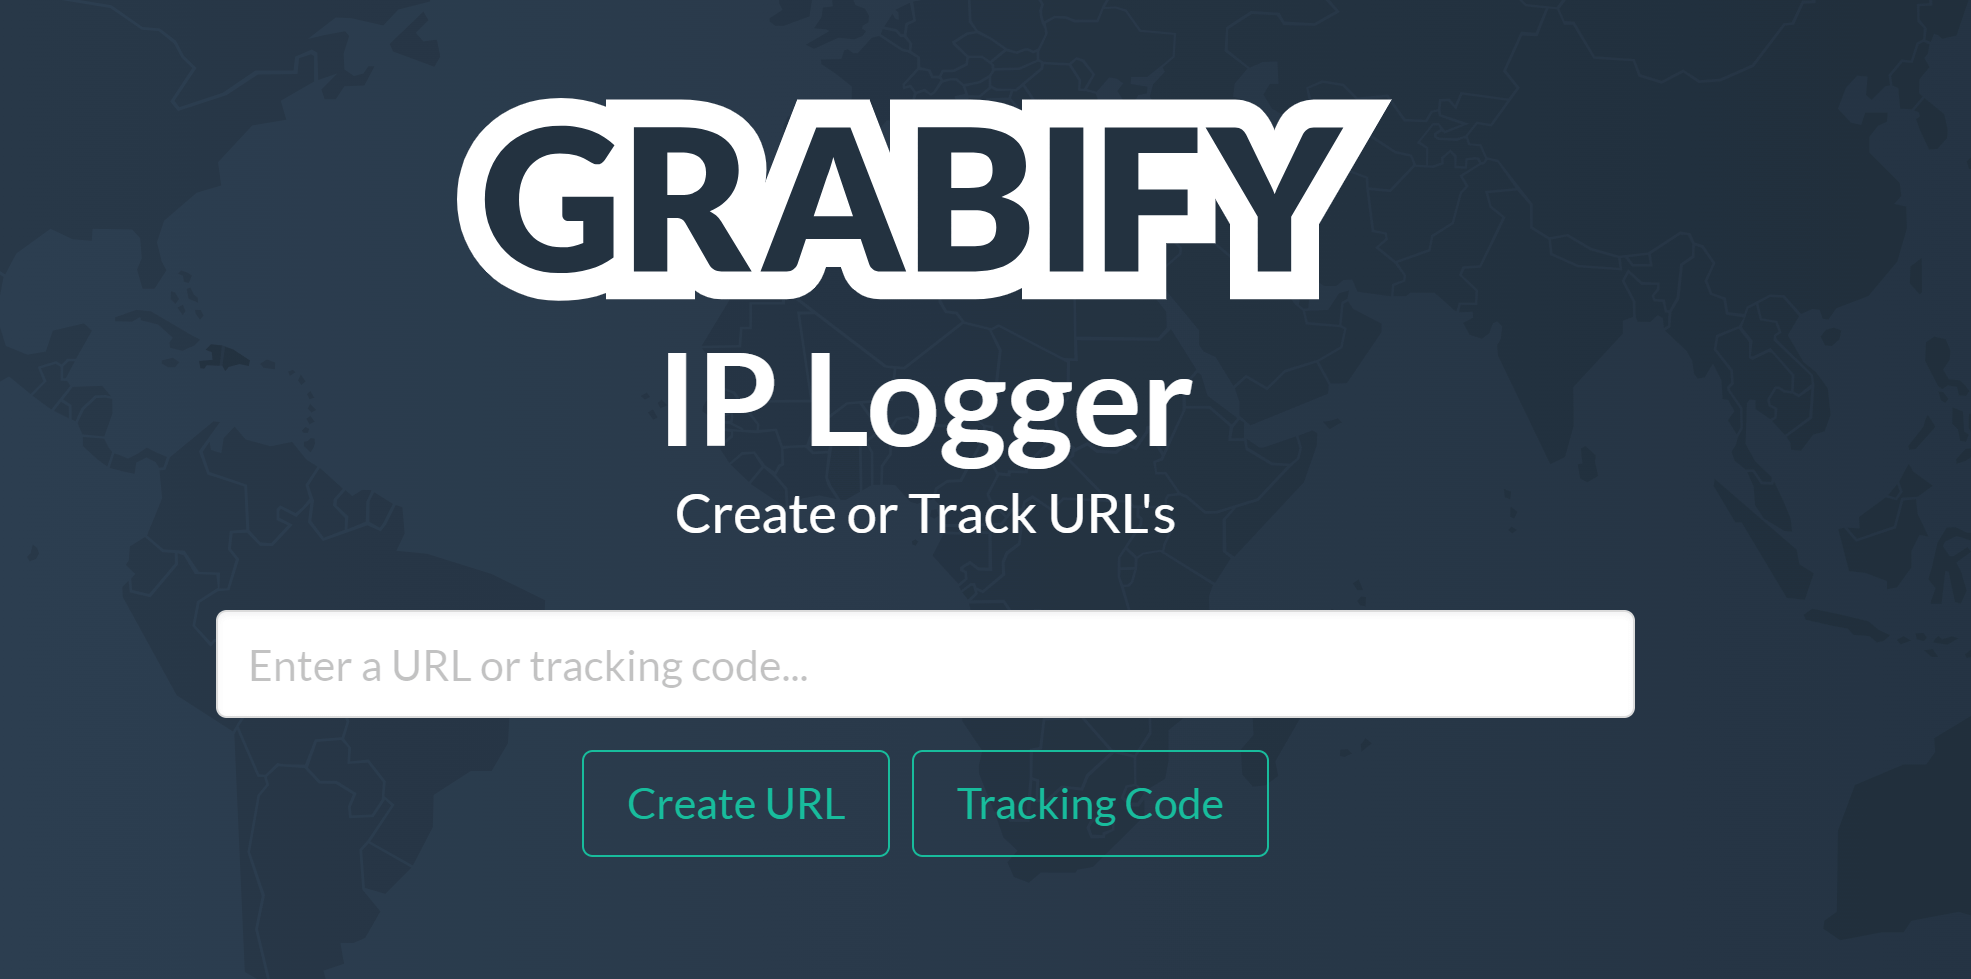 GRABIFY
IP Logger
Create or Track URL's
Enter a URL or tracking code...
Create URL
Tracking Code